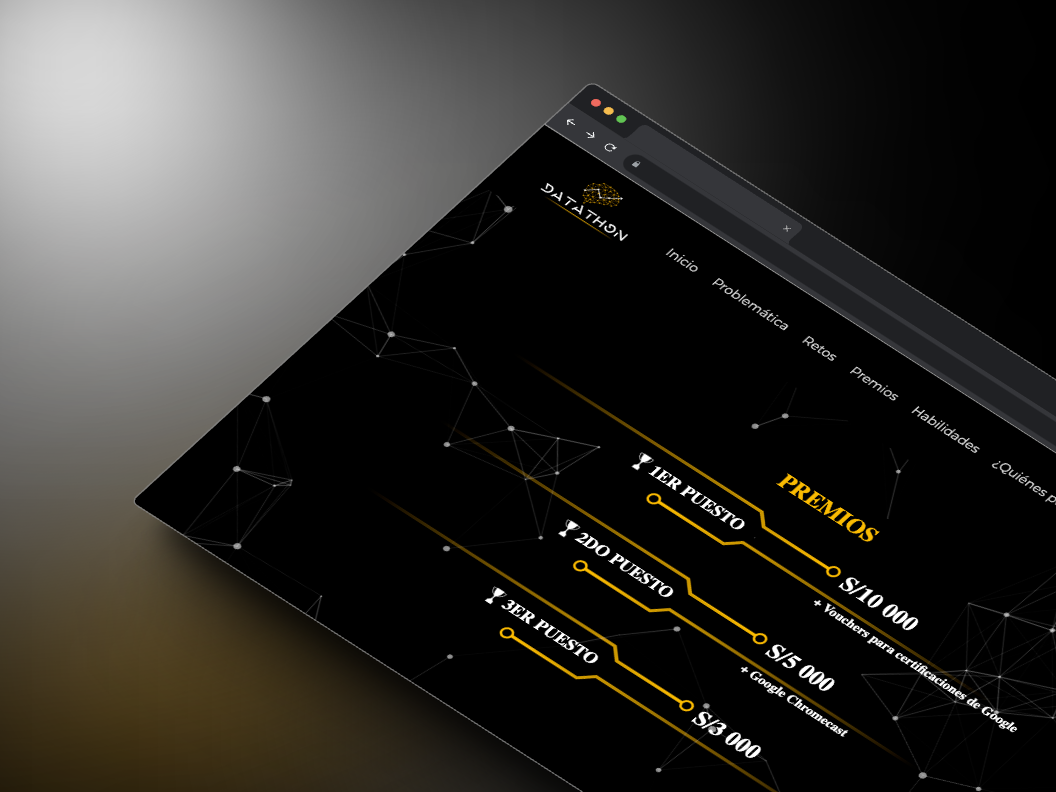 DATATHON
Inicio
Problemática
Retos
Premios
Habilidades
¿Quiénes
PREMIOS
1ER PUESTO
S/10 000
+ Vouchers para certificaciones de Google
2DO PUESTO
S/5 000
+ Google Chromecast
3ER PUESTO
S/3 000